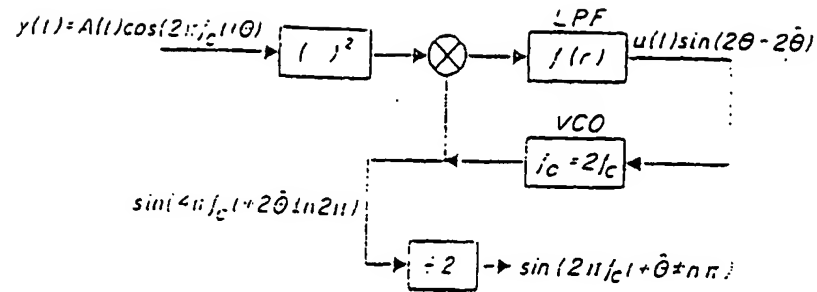 y(t)=A(t)cos(2πf_c t+θ)
( )²
LPF
f(r)
u(t)sin(2θ-2θ̂)
VCO
f_c=2f_c
sin(4πf_c t+2θ̂±n2π)
÷2
sin(2πf_c t+θ̂±nπ)